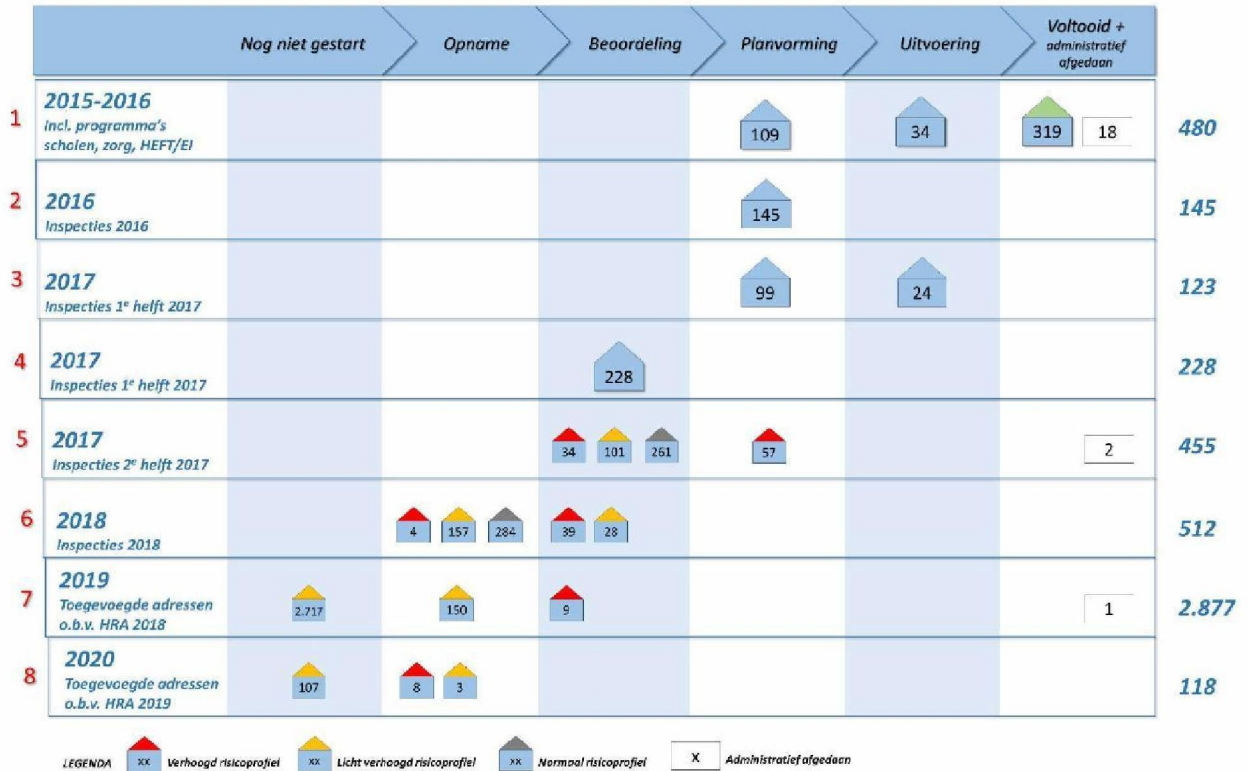 Nog niet gestart Opname Beoordeling Planvorming Uitvoering Voltooid +
administratief
afgedaan
1 2015-2016
Incl. programma's
scholen, zorg, HEFT/EI
109 34 319 18 480
2 2016
Inspecties 2016
145 145
3 2017
Inspecties 1e helft 2017
99 24 123
4 2017
Inspecties 1e helft 2017
228 228
5 2017
Inspecties 2e helft 2017
34 101 261 57 2 455
6 2018
Inspecties 2018
4 157 284 39 28 512
7 2019
Toegevoegde adressen
o.b.v. HRA 2018
2.717 150 9 1 2.877
8 2020
Toegevoegde adressen
o.b.v. HRA 2019
107 8 3 118
LEGENDA xx Verhoogd risicoprofiel xx Licht verhoogd risicoprofiel xx Normaal risicoprofiel X Administratief afgedaan